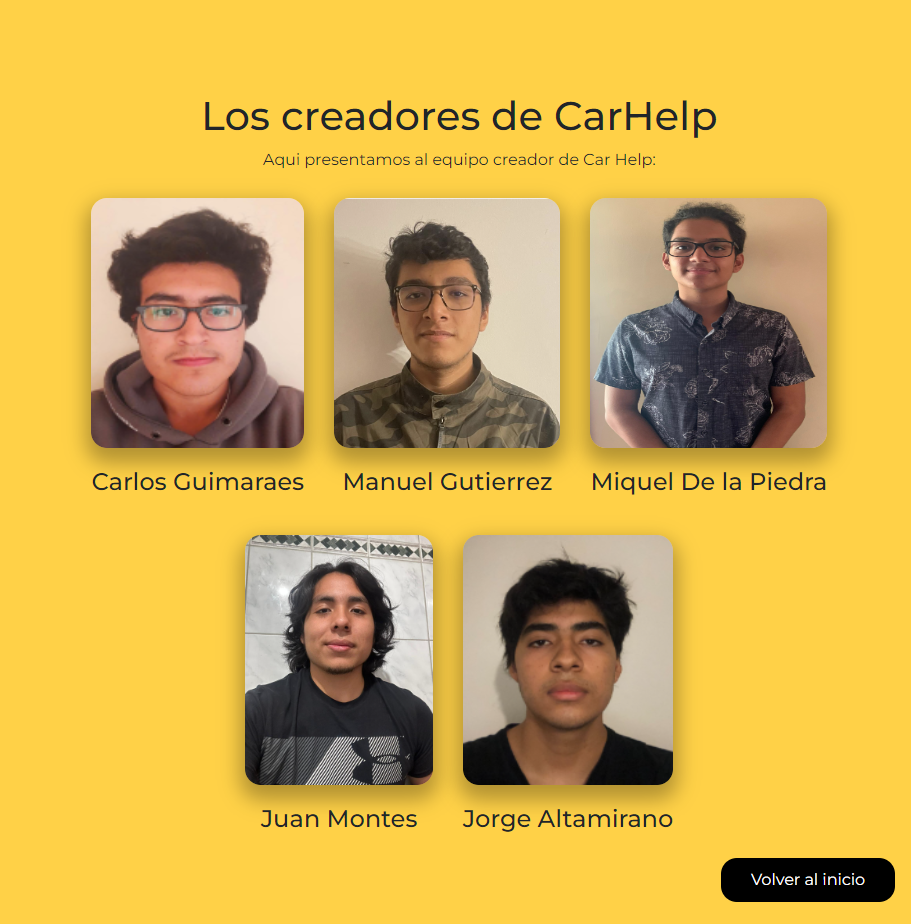 Los creadores de CarHelp
Aqui presentamos al equipo creador de Car Help:
Carlos Guimaraes
Manuel Gutierrez
Miquel De la Piedra
Juan Montes
Jorge Altamirano
Volver al inicio